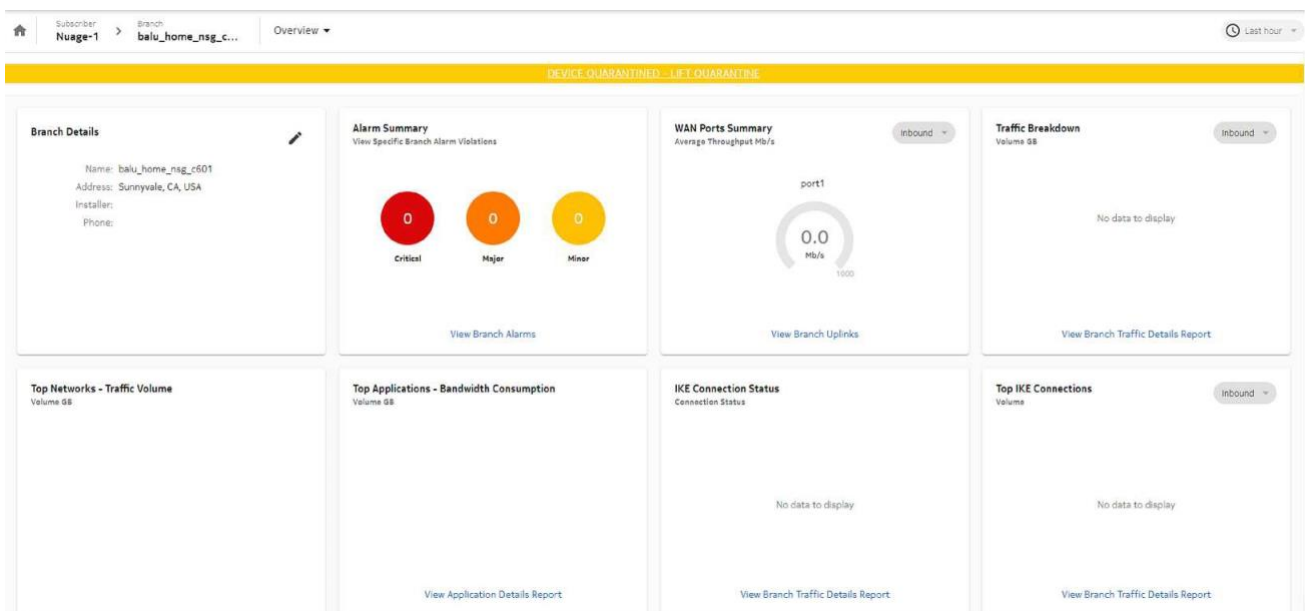 Subscriber
Nuage-1
>
Branch
balu_home_nsg_c...
Overview
Last hour
DEVICE QUARANTINED - LIFT QUARANTINE
Branch Details
Name: balu_home_nsg_c601
Address: Sunnyvale, CA, USA
Installer:
Phone:
Alarm Summary
View Specific Branch Alarm Violations
0
0
0
Critical
Major
Minor
View Branch Alarms
WAN Ports Summary
Average Throughput Mb/s
Inbound
port1
0.0
Mb/s
1000
View Branch Uplinks
Traffic Breakdown
Volume GB
Inbound
No data to display
View Branch Traffic Details Report
Top Networks - Traffic Volume
Volume GB
Top Applications - Bandwidth Consumption
Volume GB
View Application Details Report
IKE Connection Status
Connection Status
No data to display
View Branch Traffic Details Report
Top IKE Connections
Volume
Inbound
No data to display
View Branch Traffic Details Report